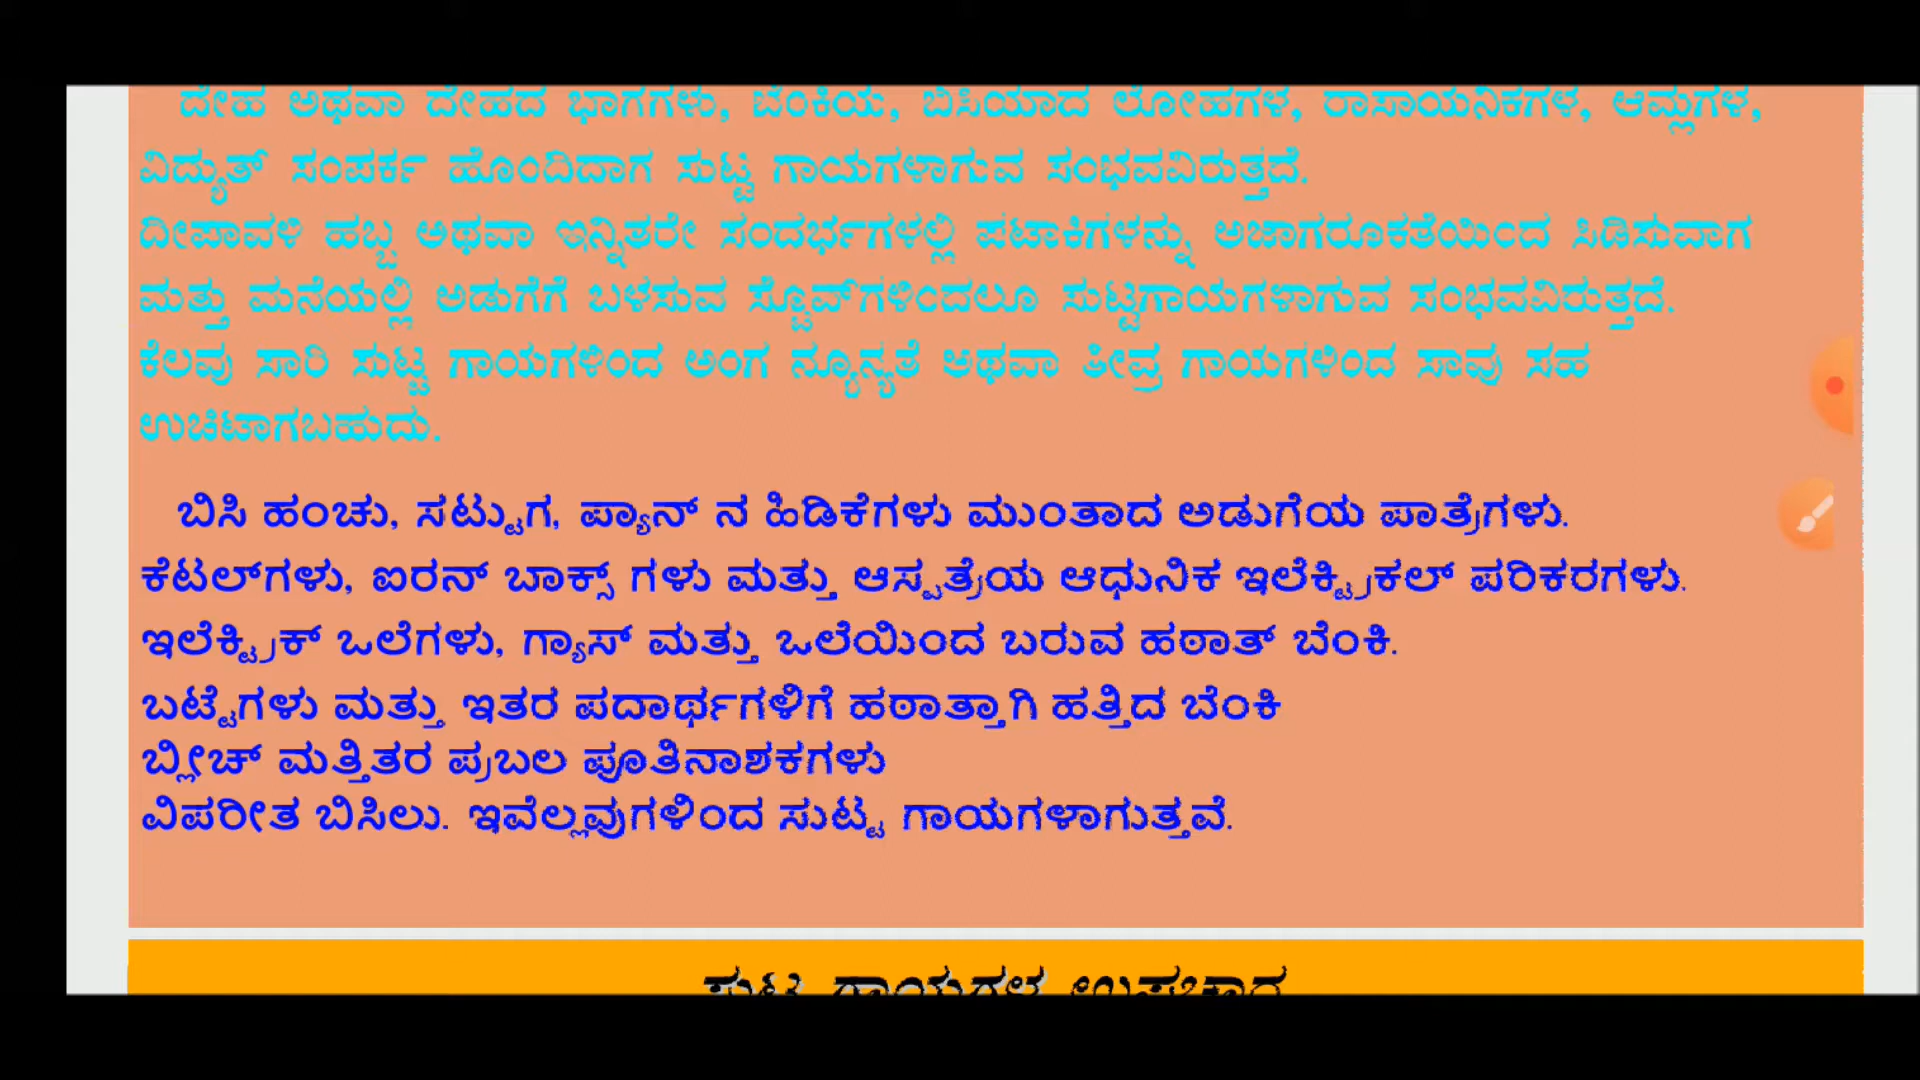 ದೇಹ ಅಥವಾ ದೇಹದ ಭಾಗಗಳು, ಬೆಂಕಿಯ, ಬಿಸಿಯಾದ ಲೋಹಗಳ, ರಾಸಾಯನಿಕಗಳ, ಆಮ್ಲಗಳ,
ವಿದ್ಯುತ್ ಸಂಪರ್ಕ ಹೊಂದಿದಾಗ ಸುಟ್ಟ ಗಾಯಗಳಾಗುವ ಸಂಭವವಿರುತ್ತದೆ.
ದೀಪಾವಳಿ ಹಬ್ಬ ಅಥವಾ ಇನ್ನಿತರೇ ಸಂದರ್ಭಗಳಲ್ಲಿ ಪಟಾಕಿಗಳನ್ನು ಅಜಾಗರೂಕತೆಯಿಂದ ಸಿಡಿಸುವಾಗ
ಮತ್ತು ಮನೆಯಲ್ಲಿ ಅಡುಗೆಗೆ ಬಳಸುವ ಸ್ಟೊವ್‌ಗಳಿಂದಲೂ ಸುಟ್ಟಗಾಯಗಳಾಗುವ ಸಂಭವವಿರುತ್ತದೆ.
ಕೆಲವು ಸಾರಿ ಸುಟ್ಟ ಗಾಯಗಳಿಂದ ಅಂಗ ನ್ಯೂನ್ಯತೆ ಅಥವಾ ತೀವ್ರ ಗಾಯಗಳಿಂದ ಸಾವು ಸಹ
ಉಚಿಟಾಗಬಹುದು.
ಬಿಸಿ ಹಂಚು, ಸಟ್ಟುಗ, ಪ್ಯಾನ್ ನ ಹಿಡಿಕೆಗಳು ಮುಂತಾದ ಅಡುಗೆಯ ಪಾತ್ರೆಗಳು.
ಕೆಟಲ್‌ಗಳು, ಐರನ್ ಬಾಕ್ಸ್ ಗಳು ಮತ್ತು ಆಸ್ಪತ್ರೆಯ ಆಧುನಿಕ ಇಲೆಕ್ಟ್ರಿಕಲ್ ಪರಿಕರಗಳು.
ಇಲೆಕ್ಟ್ರಿಕ್ ಒಲೆಗಳು, ಗ್ಯಾಸ್ ಮತ್ತು ಒಲೆಯಿಂದ ಬರುವ ಹಠಾತ್ ಬೆಂಕಿ.
ಬಟ್ಟೆಗಳು ಮತ್ತು ಇತರ ಪದಾರ್ಥಗಳಿಗೆ ಹಠಾತ್ತಾಗಿ ಹತ್ತಿದ ಬೆಂಕಿ
ಬ್ಲೀಚ್ ಮತ್ತಿತರ ಪ್ರಬಲ ಪೂತಿನಾಶಕಗಳು
ವಿಪರೀತ ಬಿಸಿಲು. ಇವೆಲ್ಲವುಗಳಿಂದ ಸುಟ್ಟ ಗಾಯಗಳಾಗುತ್ತವೆ.
ಸುಟ್ಟ ಗಾಯಗಳ ಉಪಚಾರ